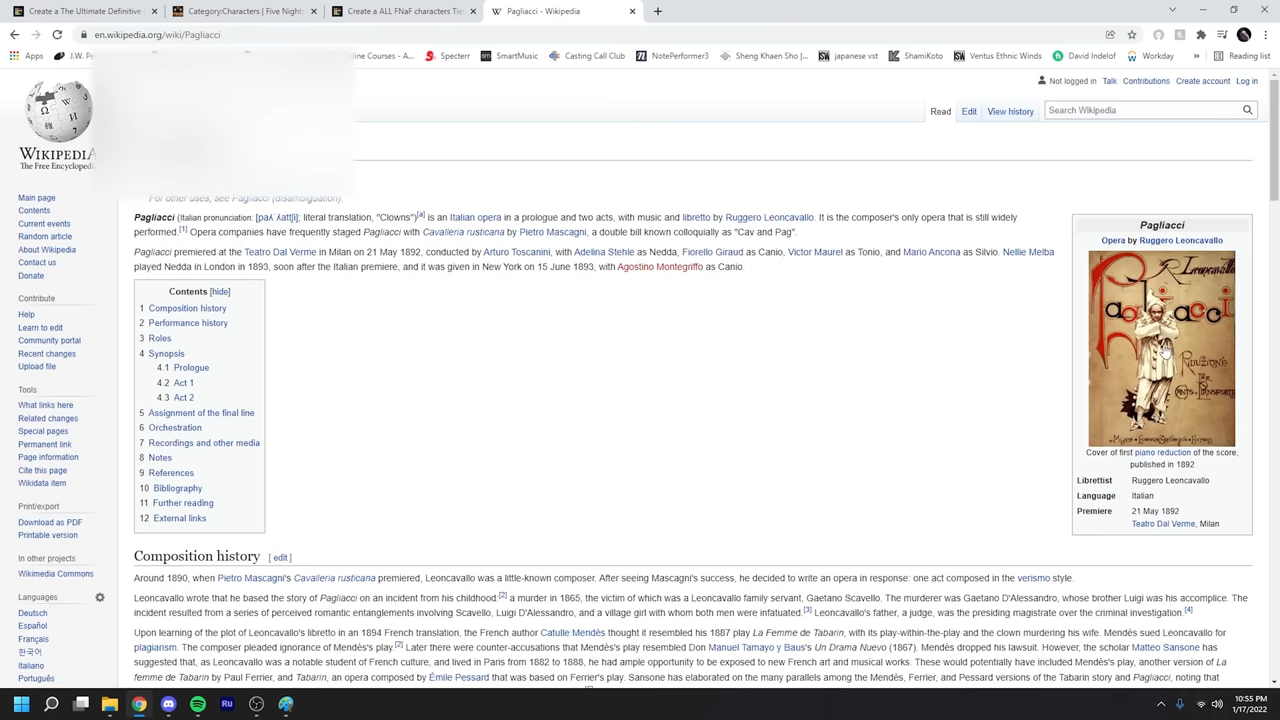 Create a The Ultimate Definitive
Category:Characters | Five Night
Create a ALL FNaF characters Tie
Pagliacci - Wikipedia
en.wikipedia.org/wiki/Pagliacci
Apps
J.W. Pe
line Courses - A...
Specterr
SmartMusic
Casting Call Club
NotePerformer3
Sheng Khaen Sho |...
japanese vst
ShamiKoto
Ventus Ethnic Winds
David Indelof
Workday
Reading list
Not logged in Talk Contributions Create account Log in
Read Edit View history Search Wikipedia
WIKIPEDIA
The Free Encyclopedia
Main page
Contents
Current events
Random article
About Wikipedia
Contact us
Donate
Contribute
Help
Learn to edit
Community portal
Recent changes
Upload file
Tools
What links here
Related changes
Special pages
Permanent link
Page information
Cite this page
Wikidata item
Print/export
Download as PDF
Printable version
In other projects
Wikimedia Commons
Languages
Deutsch
Español
Français
한국어
Italiano
Português
For other uses, see Pagliacci (disambiguation).
Pagliacci (Italian pronunciation: [paʎˈʎattʃi]; literal translation, "Clowns")[a] is an Italian opera in a prologue and two acts, with music and libretto by Ruggero Leoncavallo. It is the composer's only opera that is still widely
performed.[1] Opera companies have frequently staged Pagliacci with Cavalleria rusticana by Pietro Mascagni, a double bill known colloquially as "Cav and Pag".
Pagliacci premiered at the Teatro Dal Verme in Milan on 21 May 1892, conducted by Arturo Toscanini, with Adelina Stehle as Nedda, Fiorello Giraud as Canio, Victor Maurel as Tonio, and Mario Ancona as Silvio. Nellie Melba
played Nedda in London in 1893, soon after the Italian premiere, and it was given in New York on 15 June 1893, with Agostino Montegriffo as Canio.
Contents [hide]
1 Composition history
2 Performance history
3 Roles
4 Synopsis
4.1 Prologue
4.2 Act 1
4.3 Act 2
5 Assignment of the final line
6 Orchestration
7 Recordings and other media
8 Notes
9 References
10 Bibliography
11 Further reading
12 External links
Pagliacci
Opera by Ruggero Leoncavallo
R. Leoncavallo
Pagliacci
Cover of first piano reduction of the score,
published in 1892
Librettist Ruggero Leoncavallo
Language Italian
Premiere 21 May 1892
Teatro Dal Verme, Milan
Composition history [ edit ]
Around 1890, when Pietro Mascagni's Cavalleria rusticana premiered, Leoncavallo was a little-known composer. After seeing Mascagni's success, he decided to write an opera in response: one act composed in the verismo style.
Leoncavallo wrote that he based the story of Pagliacci on an incident from his childhood:[2] a murder in 1865, the victim of which was a Leoncavallo family servant, Gaetano Scavello. The murderer was Gaetano D'Alessandro, whose brother Luigi was his accomplice. The
incident resulted from a series of perceived romantic entanglements involving Scavello, Luigi D'Alessandro, and a village girl with whom both men were infatuated.[3] Leoncavallo's father, a judge, was the presiding magistrate over the criminal investigation.[4]
Upon learning of the plot of Leoncavallo's libretto in an 1894 French translation, the French author Catulle Mendès thought it resembled his 1887 play La Femme de Tabarin, with its play-within-the-play and the clown murdering his wife. Mendès sued Leoncavallo for
plagiarism. The composer pleaded ignorance of Mendès's play.[2] Later there were counter-accusations that Mendès's play resembled Don Manuel Tamayo y Baus's Un Drama Nuevo (1867). Mendès dropped his lawsuit. However, the scholar Matteo Sansone has
suggested that, as Leoncavallo was a notable student of French culture, and lived in Paris from 1882 to 1888, he had ample opportunity to be exposed to new French art and musical works. These would potentially have included Mendès's play, another version of La
femme de Tabarin by Paul Ferrier, and Tabarin, an opera composed by Émile Pessard that was based on Ferrier's play. Sansone has elaborated on the many parallels among the Mendès, Ferrier, and Pessard versions of the Tabarin story and Pagliacci, noting that
Ru
10:55 PM
1/17/2022